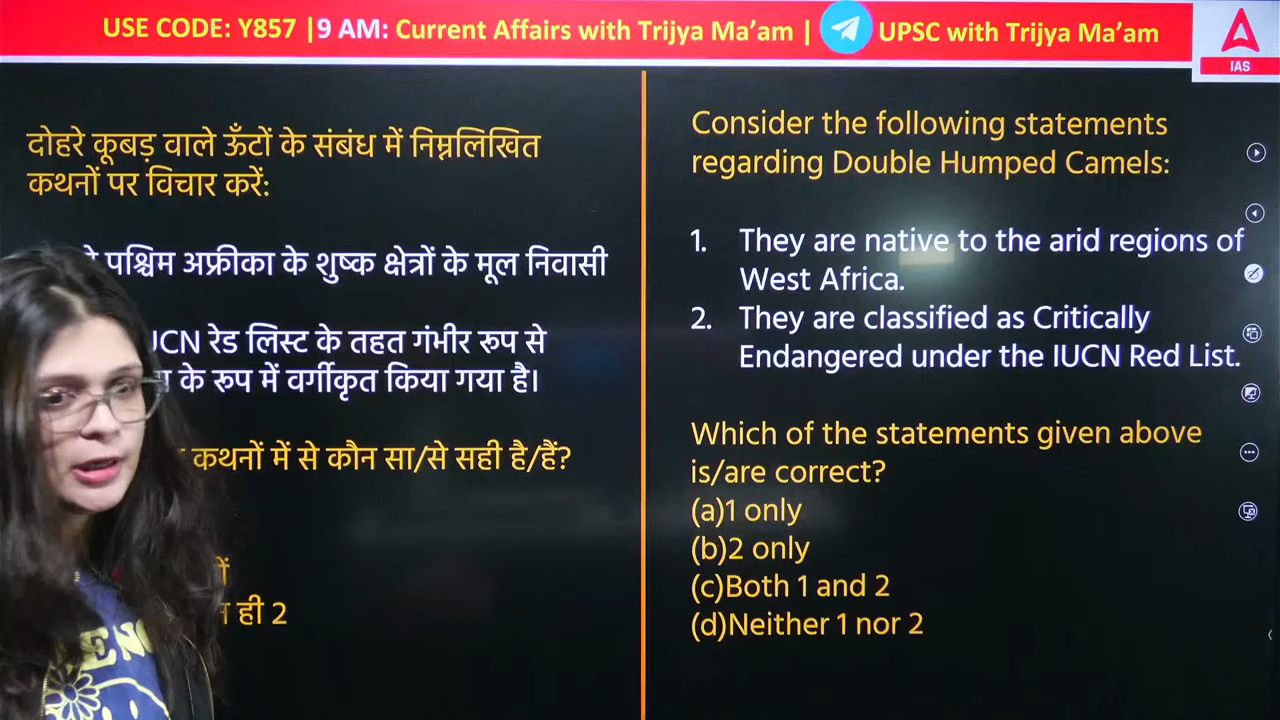 USE CODE: Y857 |9 AM: Current Affairs with Trijya Ma’am | UPSC with Trijya Ma’am
IAS
दोहरे कूबड़ वाले ऊँटों के संबंध में निम्नलिखित
कथनों पर विचार करें:
पश्चिम अफ्रीका के शुष्क क्षेत्रों के मूल निवासी
रेड लिस्ट के तहत गंभीर रूप से
के रूप में वर्गीकृत किया गया है।
कथनों में से कौन सा/से सही है/हैं?
ही 2
Consider the following statements
regarding Double Humped Camels:
1. They are native to the arid regions of
West Africa.
2. They are classified as Critically
Endangered under the IUCN Red List.
Which of the statements given above
is/are correct?
(a)1 only
(b)2 only
(c)Both 1 and 2
(d)Neither 1 nor 2